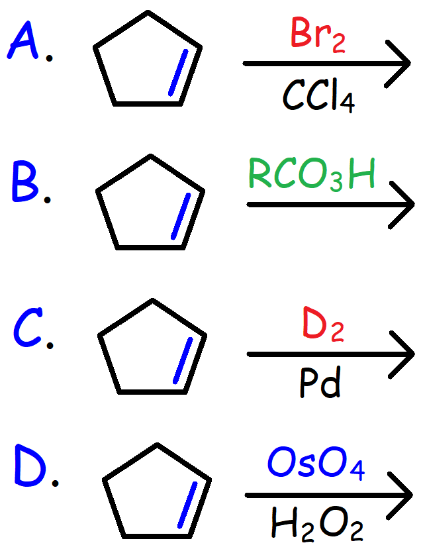 A. Br₂
CCl₄
B. RCO₃H
C. D₂
Pd
D. OsO₄
H₂O₂